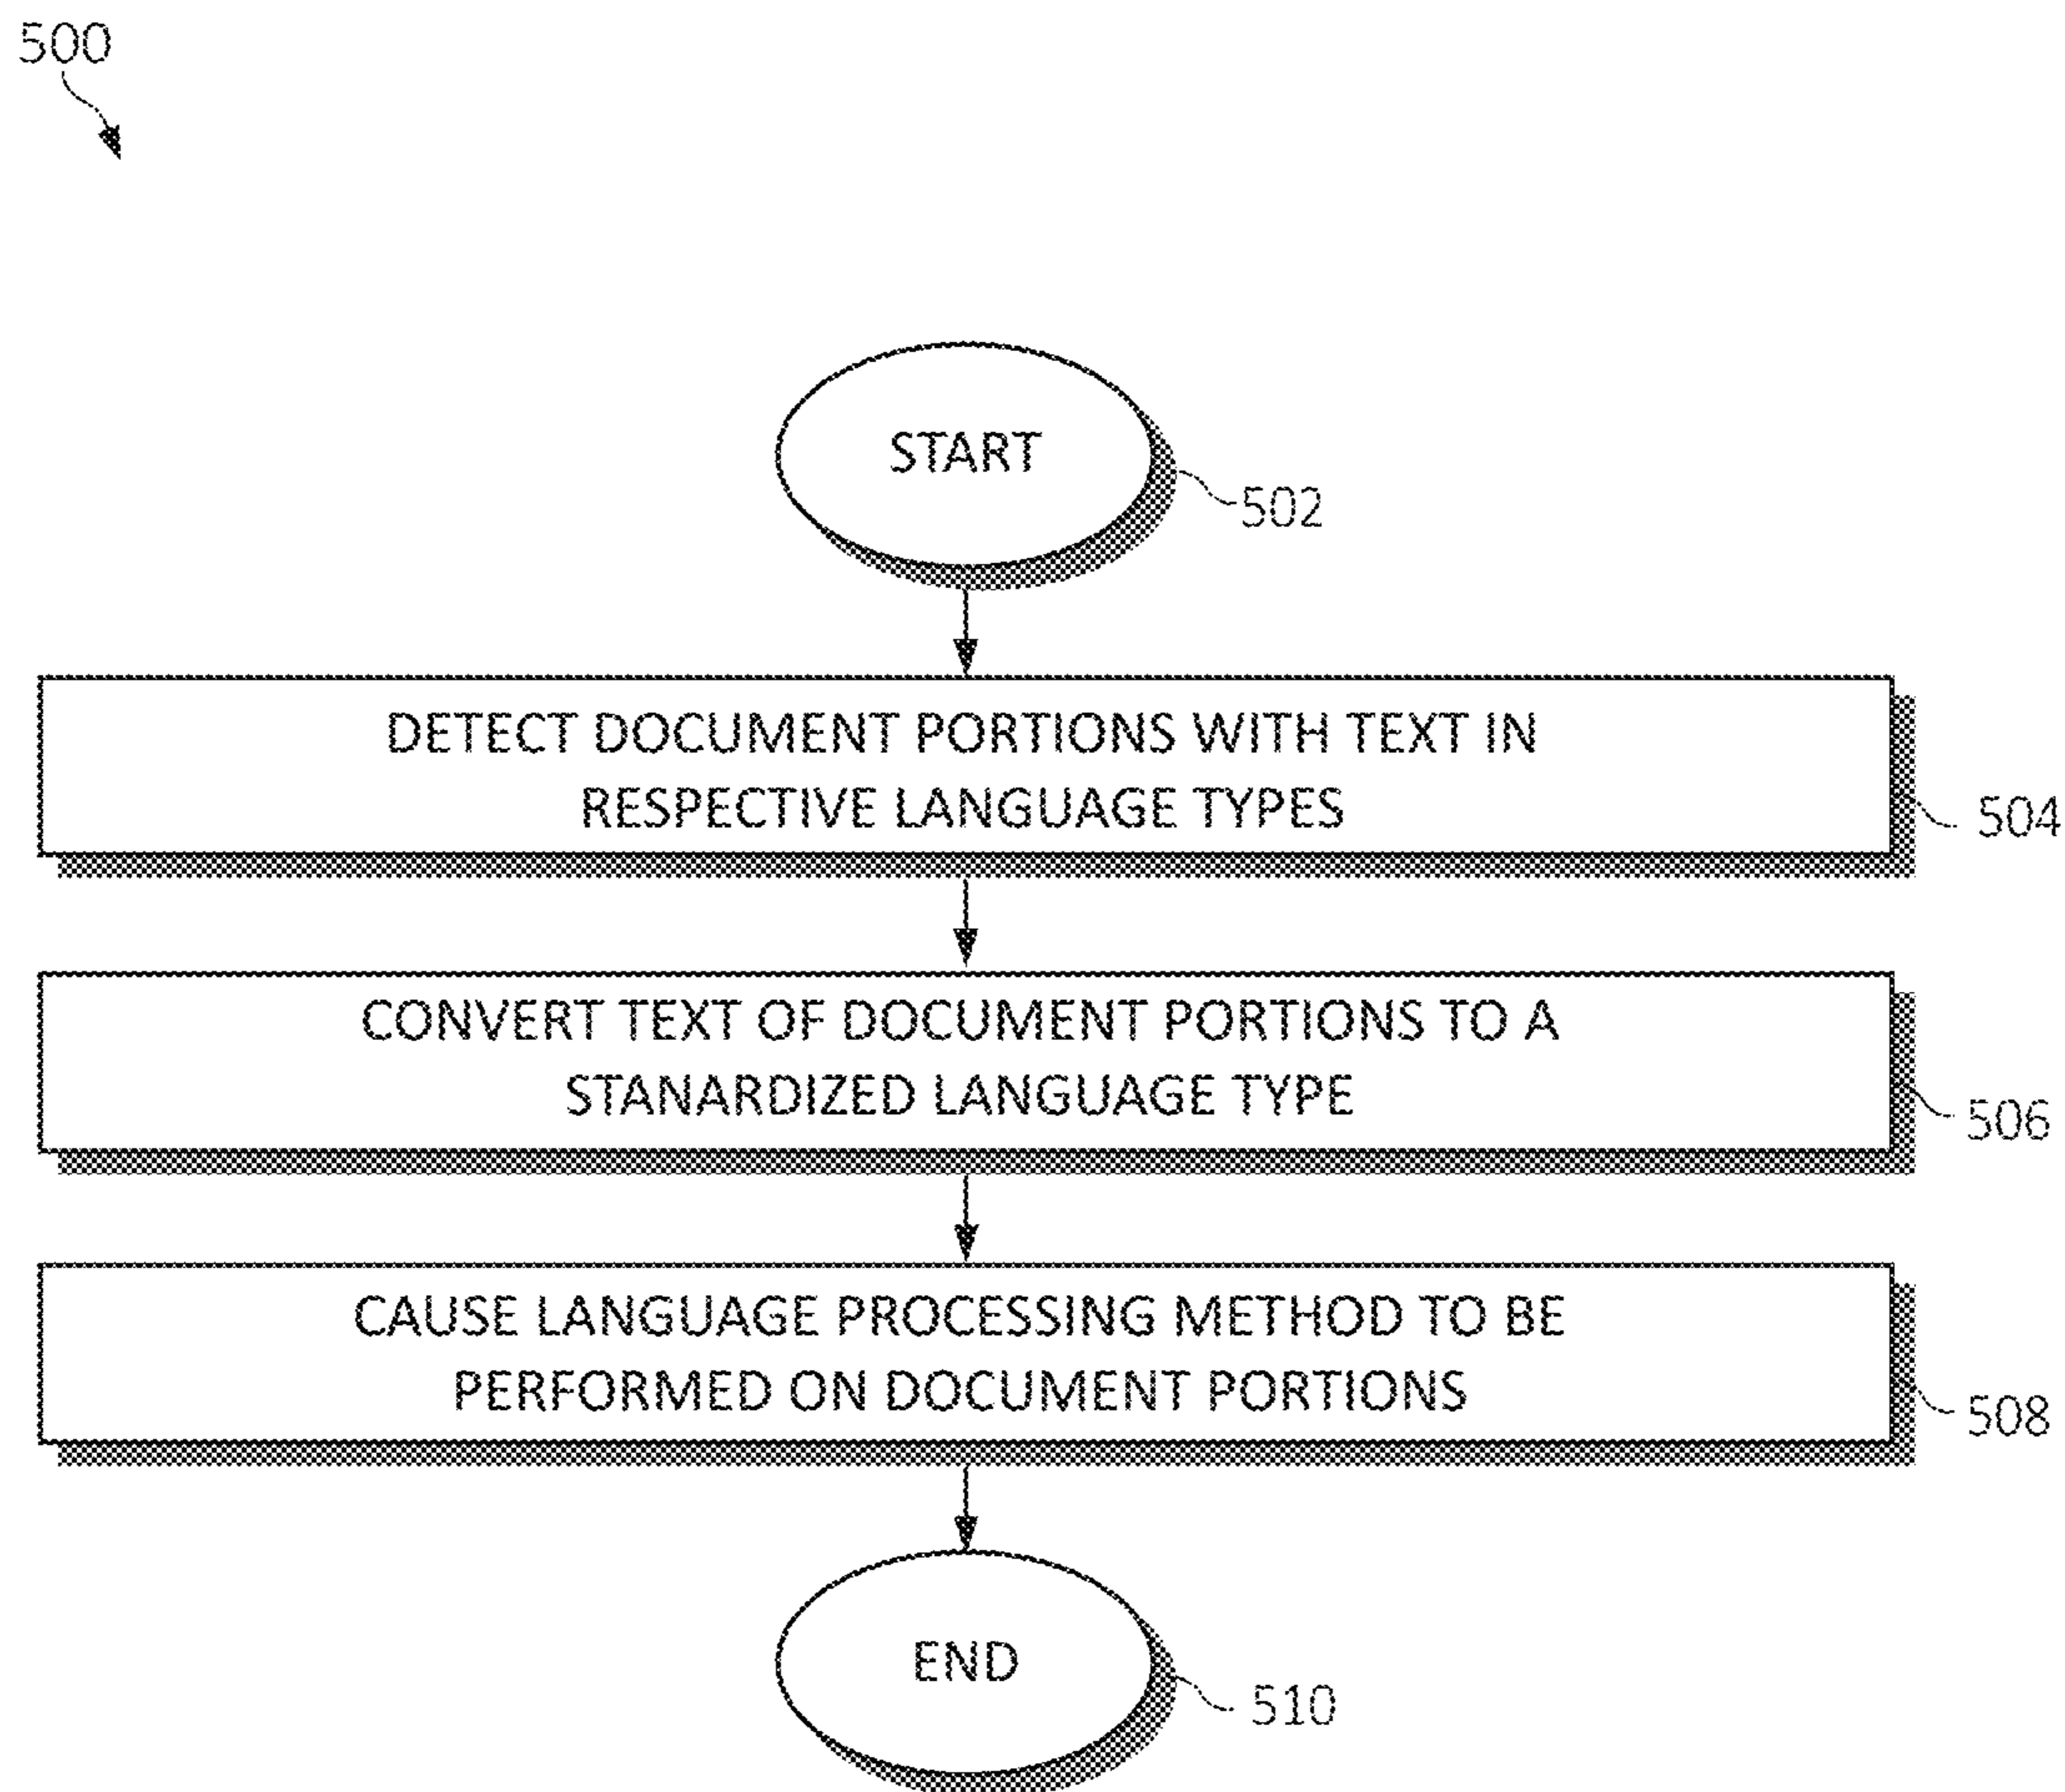 500
START
502
DETECT DOCUMENT PORTIONS WITH TEXT IN
RESPECTIVE LANGUAGE TYPES
504
CONVERT TEXT OF DOCUMENT PORTIONS TO A
STANARDIZED LANGUAGE TYPE
506
CAUSE LANGUAGE PROCESSING METHOD TO BE
PERFORMED ON DOCUMENT PORTIONS
508
END
510